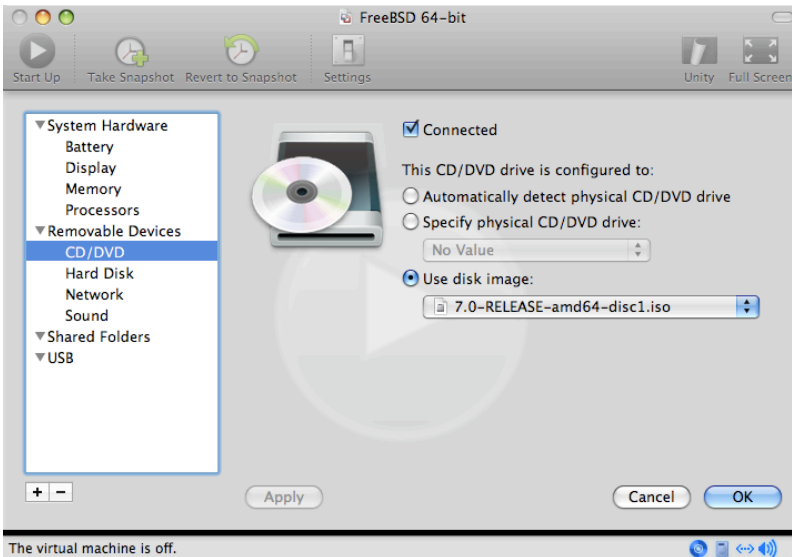 FreeBSD 64-bit
Start Up
Take Snapshot
Revert to Snapshot
Settings
Unity
Full Screen
System Hardware
Battery
Display
Memory
Processors
Removable Devices
CD/DVD
Hard Disk
Network
Sound
Shared Folders
USB
Connected
This CD/DVD drive is configured to:
Automatically detect physical CD/DVD drive
Specify physical CD/DVD drive:
No Value
Use disk image:
7.0-RELEASE-amd64-disc1.iso
+ −
Apply
Cancel
OK
The virtual machine is off.